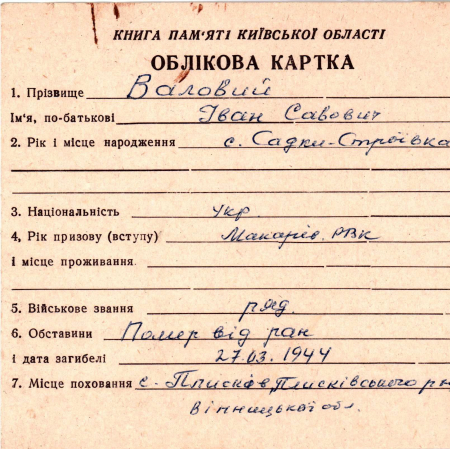 КНИГА ПАМ'ЯТІ КИЇВСЬКОЇ ОБЛАСТІ
ОБЛІКОВА КАРТКА
1. Прізвище Валовий
Ім'я, по-батькові Іван Савович
2. Рік і місце народження с. Садки-Строївка
3. Національність укр.
4, Рік призову (вступу) Макарів. РВК
і місце проживання.
5. Військове звання ряд.
6. Обставини Помер від ран
і дата загибелі 27.03.1944
7. Місце поховання с. Плисків, Плисківського рн
Вінницької обл.